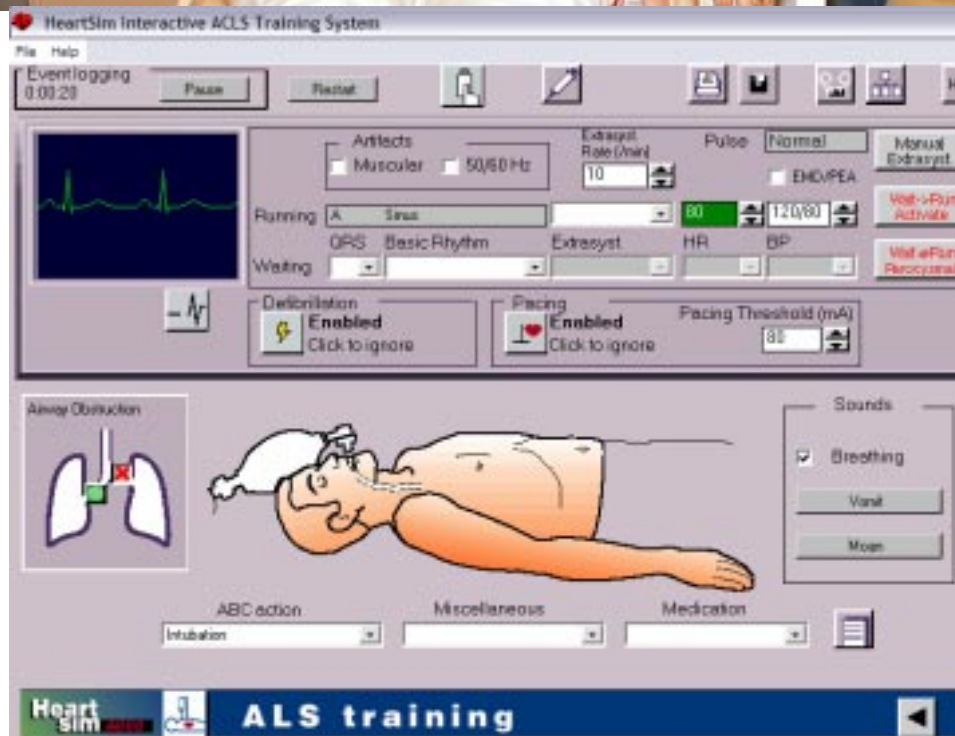 HeartSim Interactive ACLS Training System
File Help
Eventlogging
0:00:20
Pause
Restart
Artifacts
Muscular 50/60 Hz
Extrasyst.
Rate (/min)
10
Pulse Normal
EMD/PEA
Manual
Extrasyst.
Running A Sinus 80 120/80
Wait->Run
Activate
QRS Basic Rhythm Extrasyst. HR BP
Waiting
Defibrillation
Enabled
Click to ignore
Pacing
Enabled
Click to ignore
Pacing Threshold (mA)
80
Airway Obstruction
Sounds
Breathing
Vomit
Moan
ABC action Miscellaneous Medication
Intubation
Heart
sim
ALS training